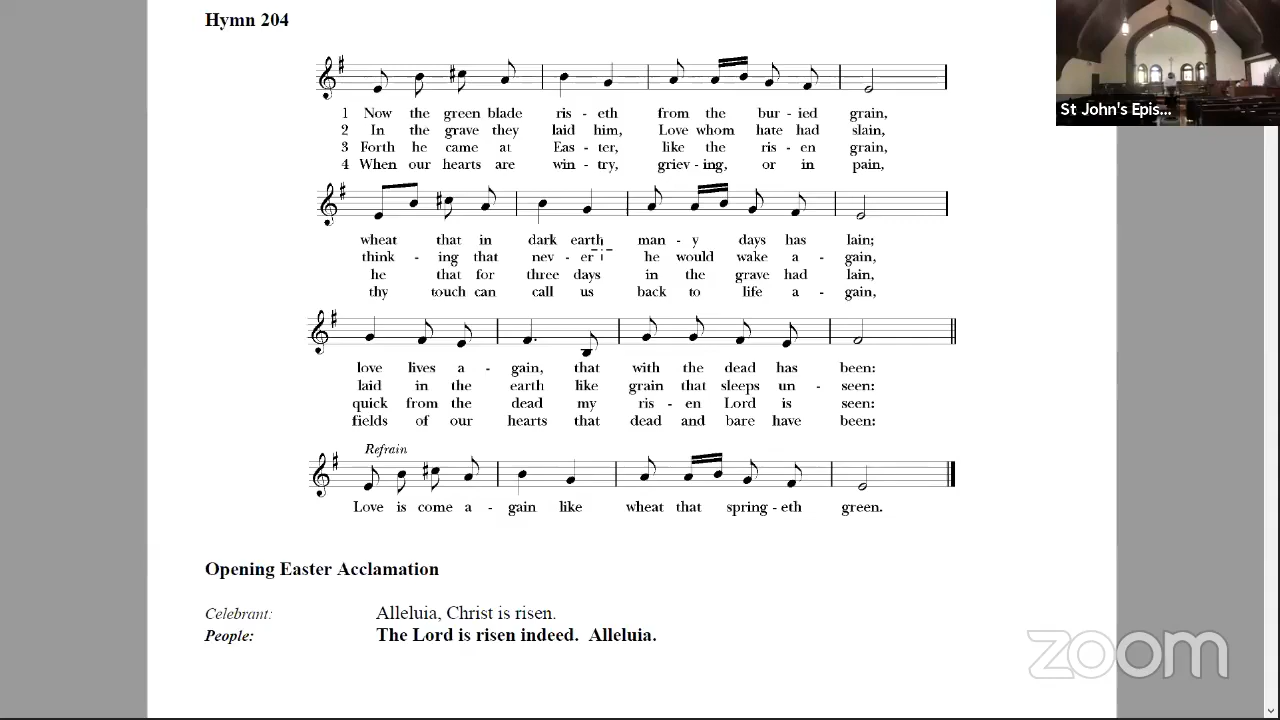 Hymn 204
St John's Epis...
1 Now the green blade ris - eth from the bur - ied grain,
2 In the grave they laid him, Love whom hate had slain,
3 Forth he came at Eas - ter, like the ris - en grain,
4 When our hearts are win - try, griev - ing, or in pain,
wheat that in dark earth man - y days has lain;
think - ing that nev - er he would wake a - gain,
he that for three days in the grave had lain,
thy touch can call us back to life a - gain,
love lives a - gain, that with the dead has been:
laid in the earth like grain that sleeps un - seen:
quick from the dead my ris - en Lord is seen:
fields of our hearts that dead and bare have been:
Refrain
Love is come a - gain like wheat that spring - eth green.
Opening Easter Acclamation
Celebrant: Alleluia, Christ is risen.
People: The Lord is risen indeed. Alleluia.
zoom